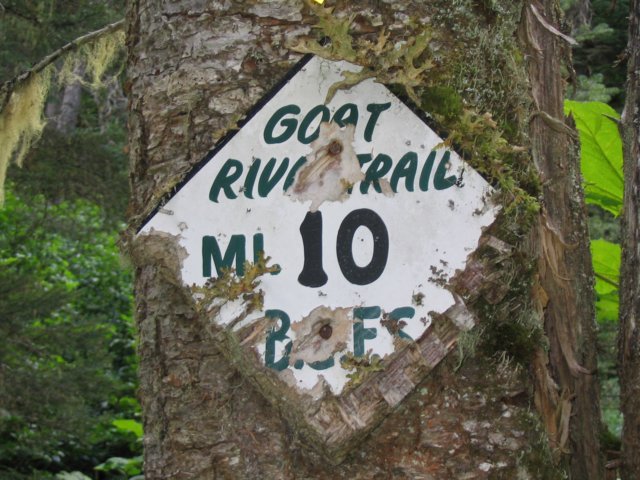 GOAT
RIVER TRAIL
MI. 10
B.C.F.S